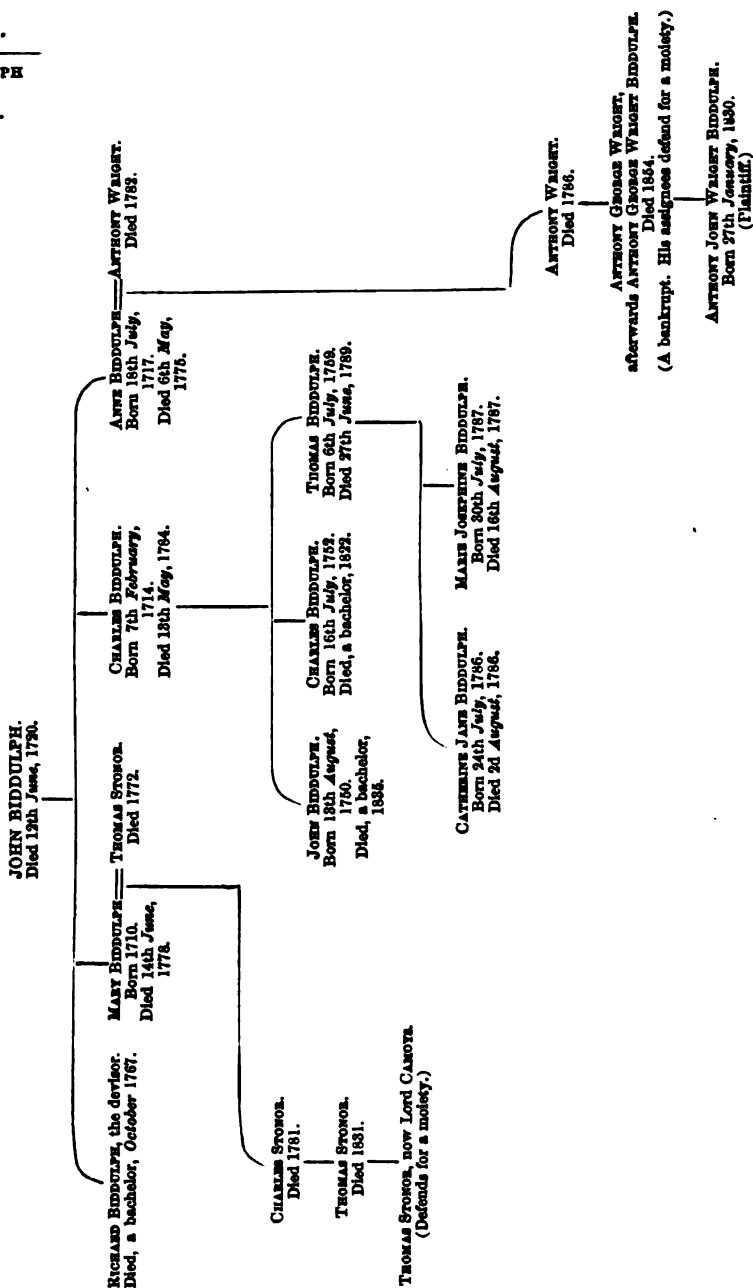 PH
JOHN BIDDULPH.
Died 12th June, 1720.
RICHARD BIDDULPH, the devisor.
Died, a bachelor, October 1767.
MARY BIDDULPH
Born 1710.
Died 14th June,
1778.
THOMAS STONOR.
Died 1772.
CHARLES BIDDULPH.
Born 7th February,
1714.
Died 13th May, 1784.
ANNE BIDDULPH
Born 18th July,
1717.
Died 6th May,
1775.
ANTHONY WRIGHT.
Died 1782.
CHARLES STONOR.
Died 1781.
JOHN BIDDULPH.
Born 13th August,
1750.
Died, a bachelor,
1835.
CHARLES BIDDULPH.
Born 16th July, 1752.
Died, a bachelor, 1822.
THOMAS BIDDULPH.
Born 6th July, 1759.
Died 27th June, 1789.
THOMAS STONOR.
Died 1831.
THOMAS STONOR, now Lord CAMOYS.
(Defends for a moiety.)
CATHERINE JANE BIDDULPH.
Born 24th July, 1786.
Died 2d August, 1786.
MARIE JOSEPHINE BIDDULPH.
Born 30th July, 1787.
Died 16th August, 1787.
ANTHONY WRIGHT.
Died 1786.
ANTHONY GEORGE WRIGHT,
afterwards ANTHONY GEORGE WRIGHT BIDDULPH.
Died 1854.
(A bankrupt. His assignees defend for a moiety.)
ANTHONY JOHN WRIGHT BIDDULPH.
Born 27th January, 1830.
(Plaintiff.)